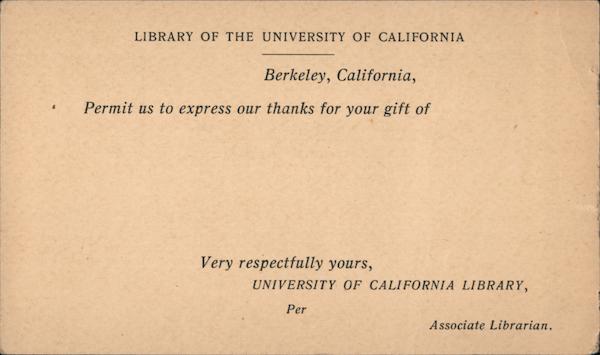 LIBRARY OF THE UNIVERSITY OF CALIFORNIA
Berkeley, California,
Permit us to express our thanks for your gift of
Very respectfully yours,
UNIVERSITY OF CALIFORNIA LIBRARY,
Per
Associate Librarian.